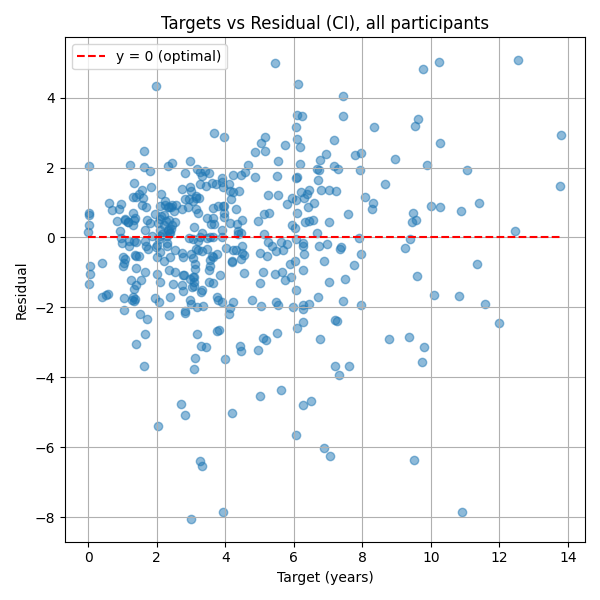 Targets vs Residual (CI), all participants
y = 0 (optimal)
4
2
0
−2
−4
−6
−8
Residual
0 2 4 6 8 10 12 14
Target (years)